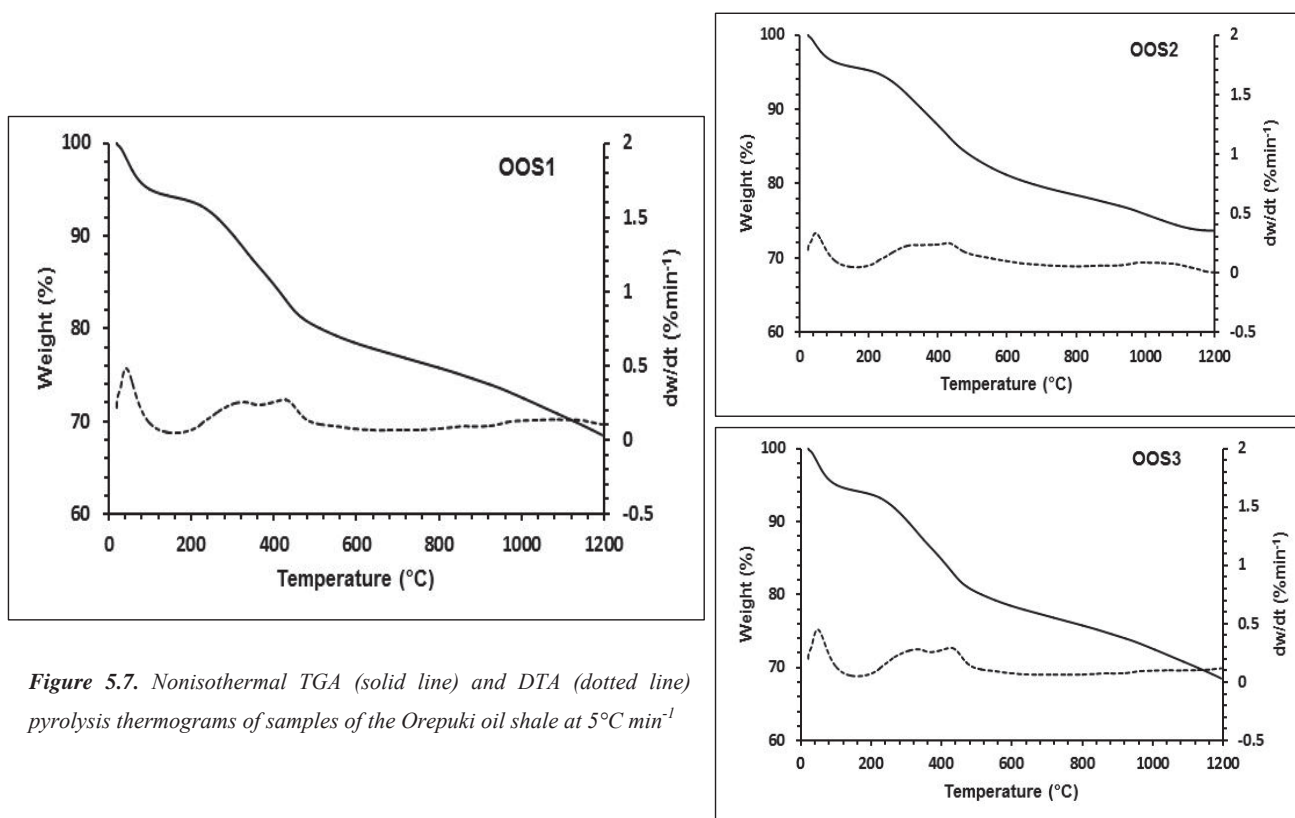 OOS1
Weight (%)
100
90
80
70
60
2
1.5
1
0.5
0
-0.5
dw/dt (%min⁻¹)
0 200 400 600 800 1000 1200
Temperature (°C)
Figure 5.7. Nonisothermal TGA (solid line) and DTA (dotted line)
pyrolysis thermograms of samples of the Orepuki oil shale at 5°C min⁻¹
OOS2
Weight (%)
100
90
80
70
60
2
1.5
1
0.5
0
-0.5
dw/dt (%min⁻¹)
0 200 400 600 800 1000 1200
Temperature (°C)
OOS3
Weight (%)
100
90
80
70
60
2
1.5
1
0.5
0
-0.5
dw/dt (%min⁻¹)
0 200 400 600 800 1000 1200
Temperature (°C)